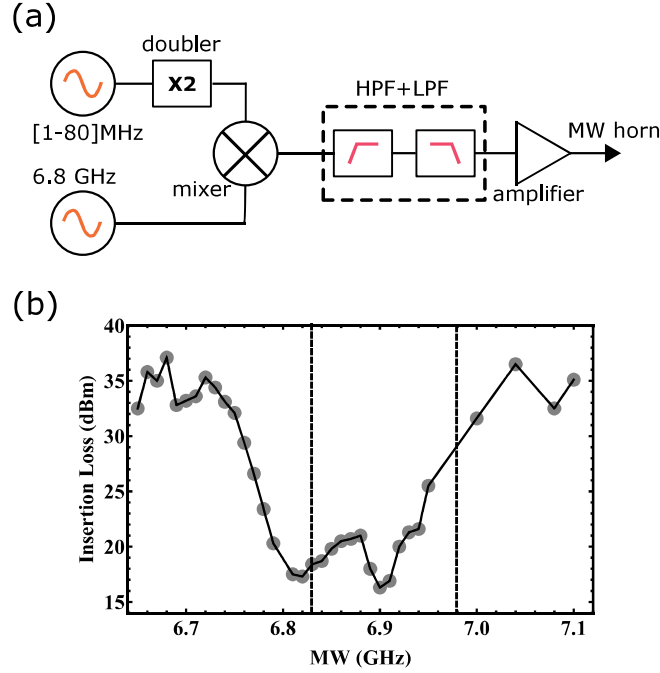 (a)
doubler
X2
[1-80]MHz
HPF+LPF
MW horn
6.8 GHz
mixer
amplifier
(b)
40
35
30
25
20
15
Insertion Loss (dBm)
6.7 6.8 6.9 7.0 7.1
MW (GHz)